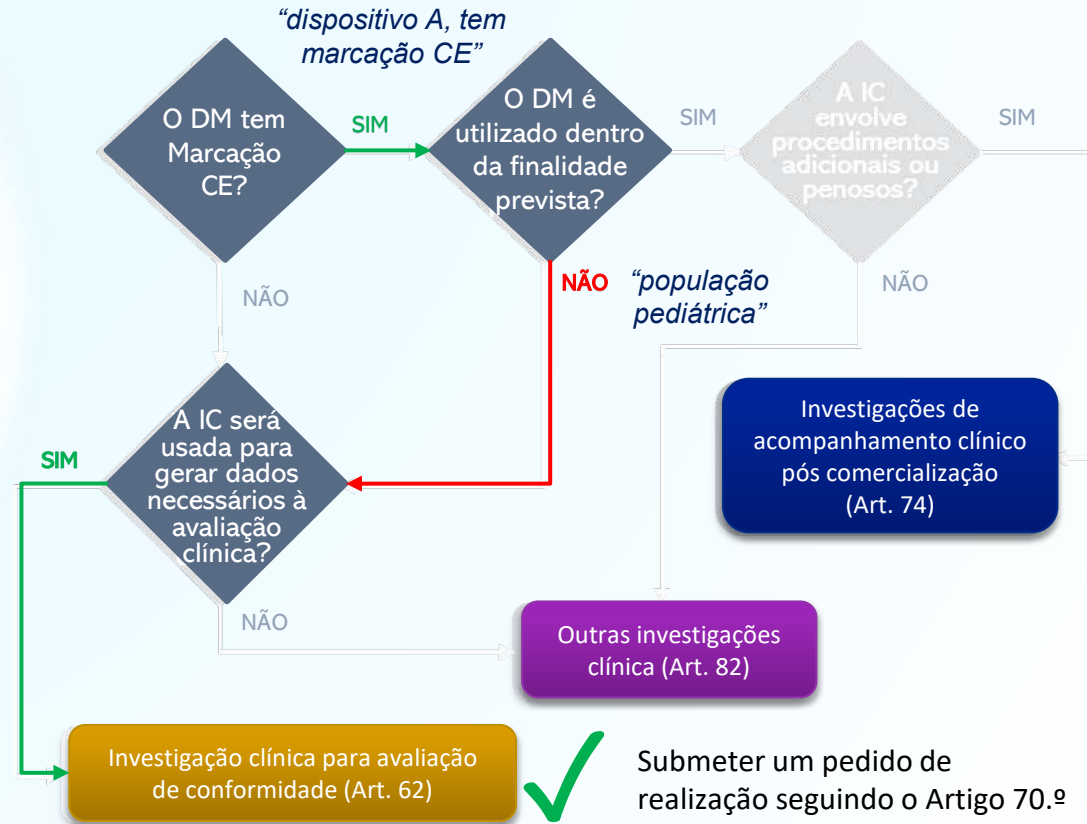 “dispositivo A, tem
marcação CE”
O DM tem
Marcação
CE?
SIM
O DM é
utilizado dentro
da finalidade
prevista?
SIM
A IC
envolve
procedimentos
adicionais ou
penosos?
SIM
NÃO
NÃO
“população
pediátrica”
NÃO
A IC será
usada para
gerar dados
necessários à
avaliação
clínica?
SIM
NÃO
Investigações de
acompanhamento clínico
pós comercialização
(Art. 74)
Outras investigações
clínica (Art. 82)
Investigação clínica para avaliação
de conformidade (Art. 62)
Submeter um pedido de
realização seguindo o Artigo 70.º